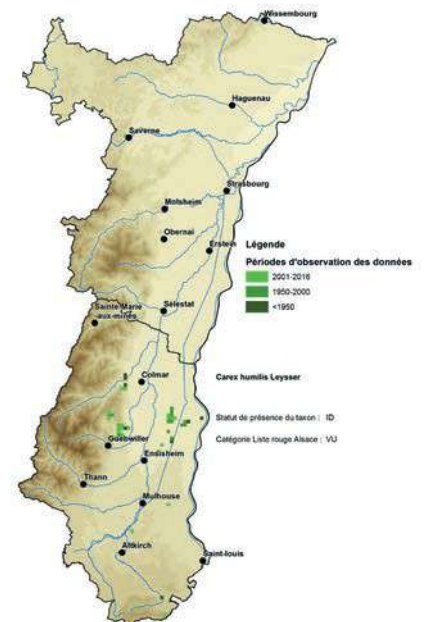 Wissembourg
Haguenau
Saverne
Strasbourg
Molsheim
Obernai
Erstein
Légende
Périodes d'observation des données
2001-2016
1950-2000
<1950
Sainte-Marie
-aux-mines
Sélestat
Colmar
Carex humilis Leysser
Statut de présence du taxon : ID
Guebwiller
Catégorie Liste rouge Alsace : VU
Ensisheim
Thann
Mulhouse
Altkirch
Saint-louis